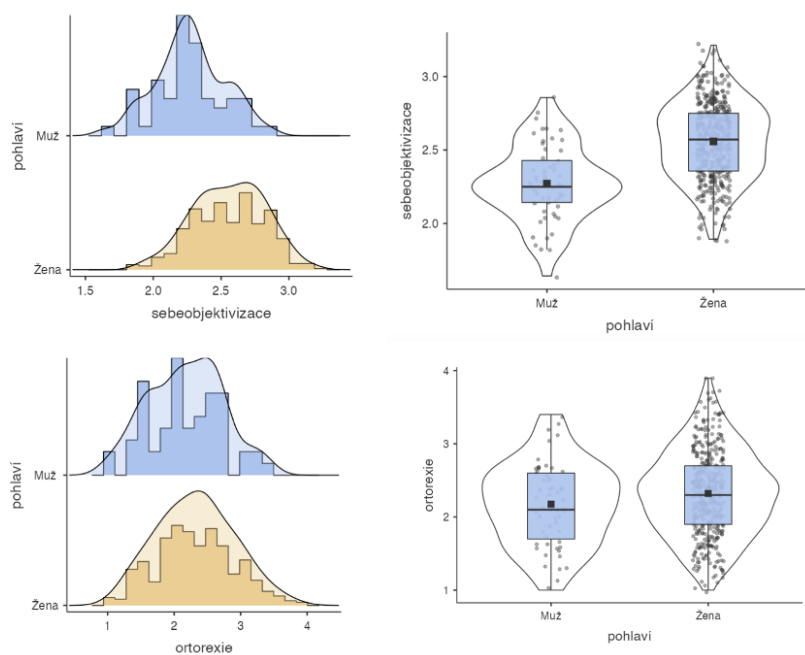 pohlaví
Muž
Žena
1.5 2.0 2.5 3.0
sebeobjektivizace
sebeobjektivizace
3.0
2.5
2.0
Muž Žena
pohlaví
pohlaví
Muž
Žena
1 2 3 4
ortorexie
ortorexie
4
3
2
1
Muž Žena
pohlaví